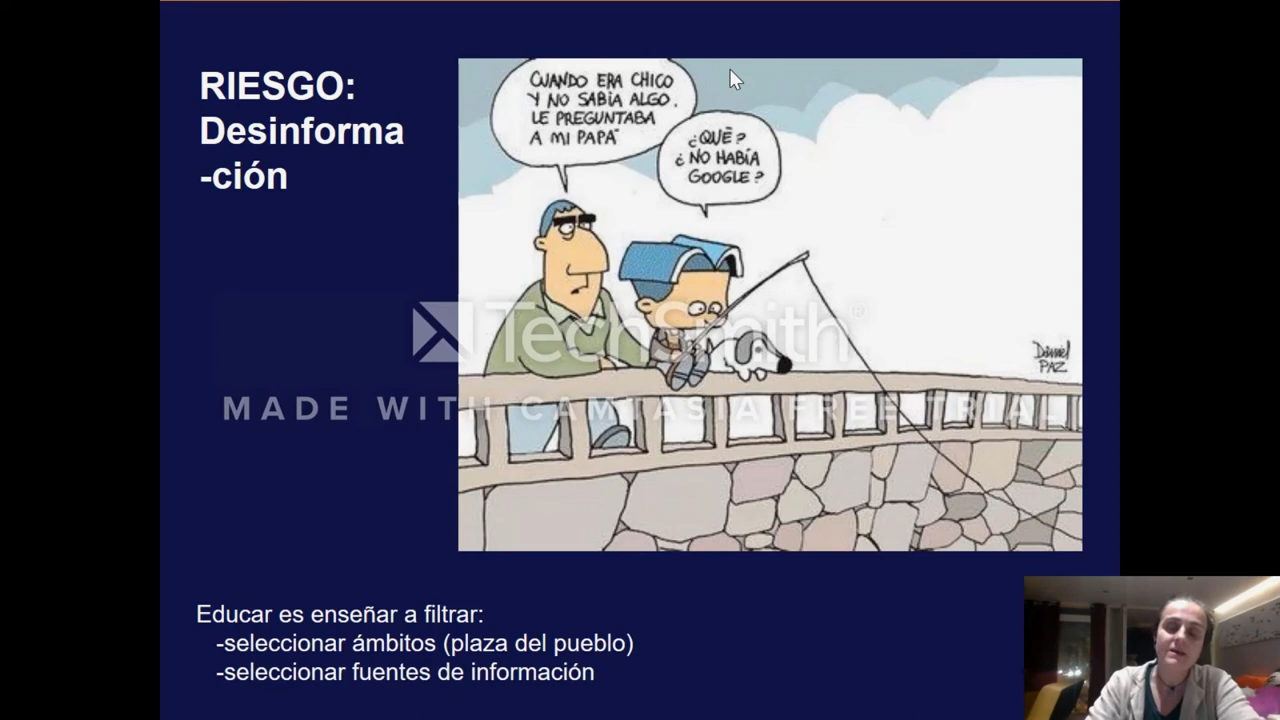 RIESGO:
Desinforma
-ción
CUANDO ERA CHICO
Y NO SABÍA ALGO,
LE PREGUNTABA
A MI PAPÁ
¿QUÉ?
¿NO HABÍA
GOOGLE?
TechSmith®
MADE WITH CAMTASIA FREE TRIAL
Daniel
PAZ
Educar es enseñar a filtrar:
-seleccionar ámbitos (plaza del pueblo)
-seleccionar fuentes de información